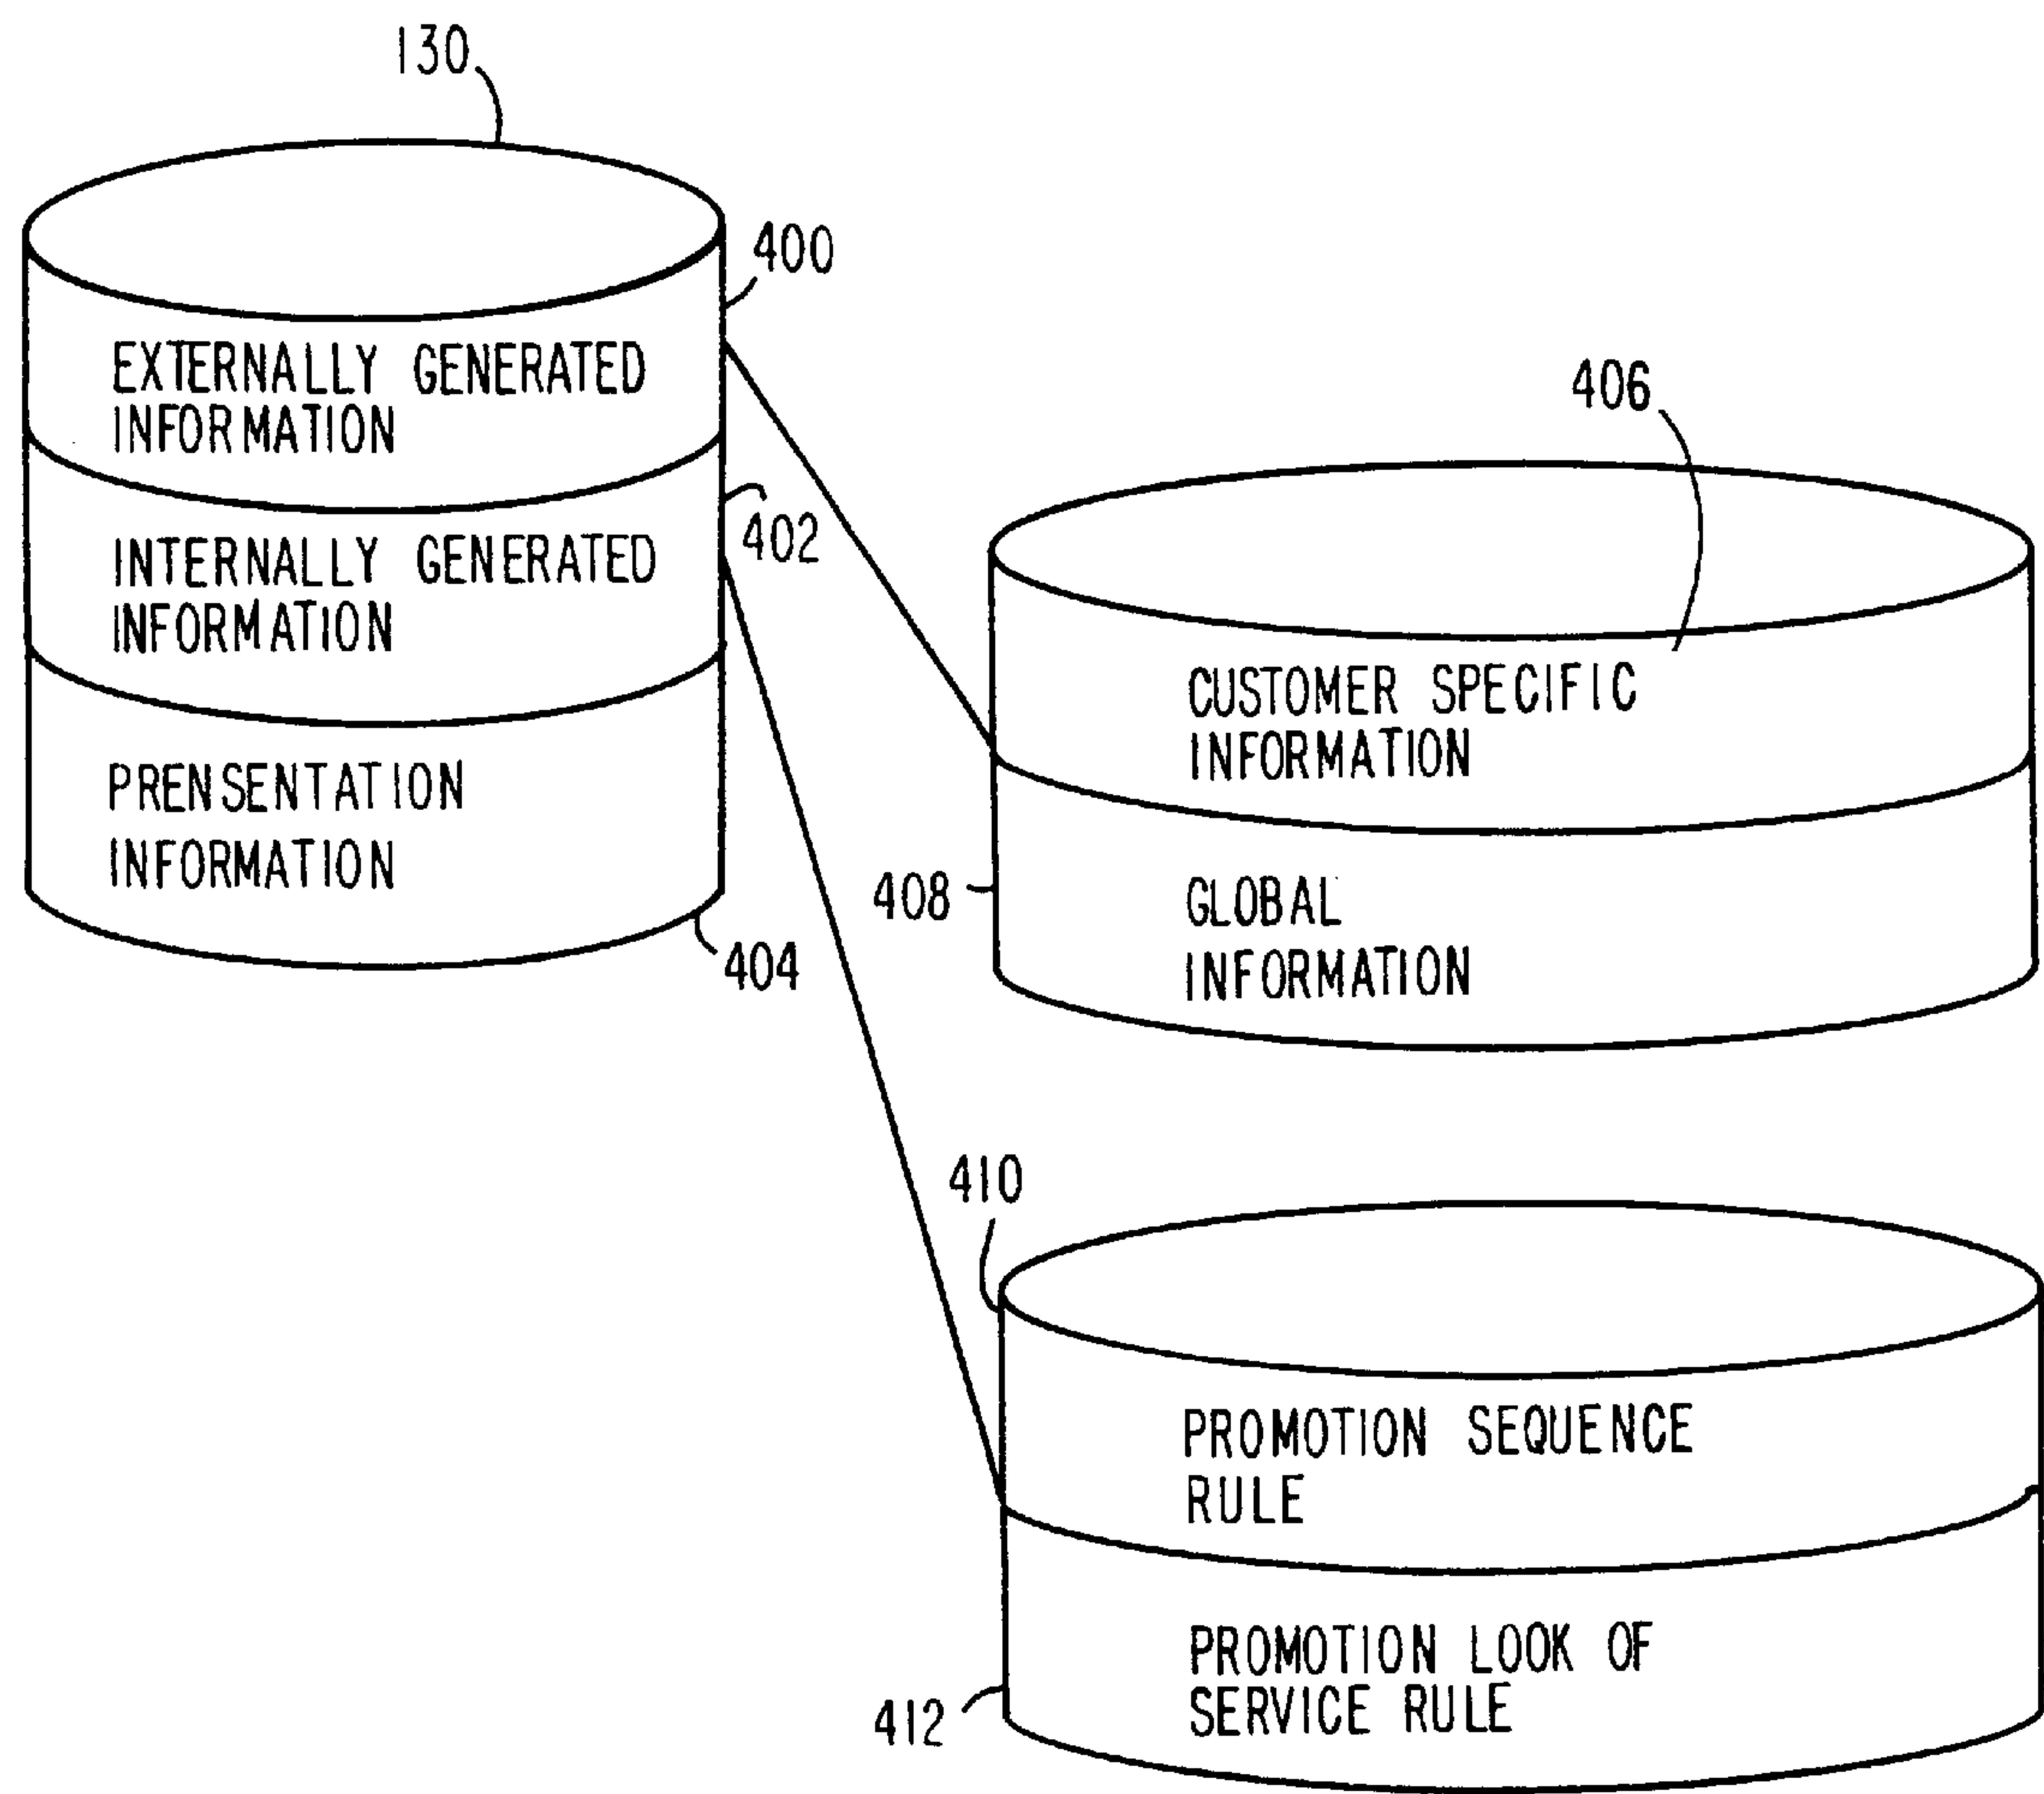 130
400
EXTERNALLY GENERATED
INFORMATION
402
INTERNALLY GENERATED
INFORMATION
PRENSENTATION
INFORMATION
404
406
CUSTOMER SPECIFIC
INFORMATION
408
GLOBAL
INFORMATION
410
PROMOTION SEQUENCE
RULE
PROMOTION LOOK OF
SERVICE RULE
412